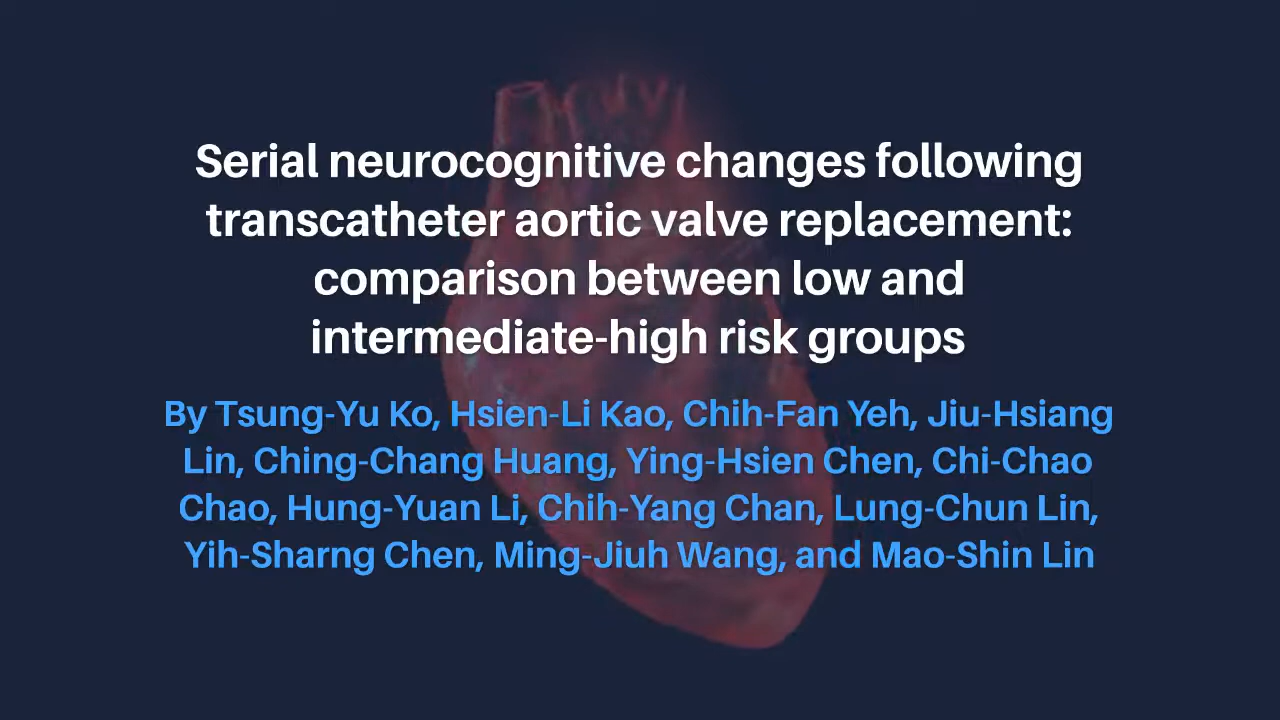 Serial neurocognitive changes following
transcatheter aortic valve replacement:
comparison between low and
intermediate-high risk groups
By Tsung-Yu Ko, Hsien-Li Kao, Chih-Fan Yeh, Jiu-Hsiang
Lin, Ching-Chang Huang, Ying-Hsien Chen, Chi-Chao
Chao, Hung-Yuan Li, Chih-Yang Chan, Lung-Chun Lin,
Yih-Sharng Chen, Ming-Jiuh Wang, and Mao-Shin Lin